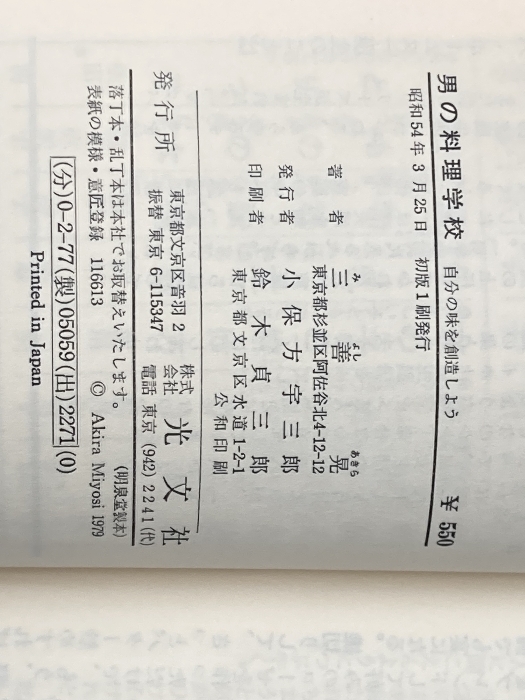 男の料理学校 自分の味を創造しよう ¥550
昭和54年3月25日 初版1刷発行
著者 三善晃
み よし あきら
東京都杉並区阿佐谷北4-12-12
発行者 小保方宇三郎
印刷者 鈴木貞三郎
東京都文京区水道1-2-1
公和印刷
発行所 株式会社 光文社
東京都文京区音羽2
振替 東京 6-115347 電話 東京 (942) 2241(代)
落丁本・乱丁本は本社でお取替えいたします。 (明泉堂製本)
表紙の模様・意匠登録 116613 © Akira Miyosi 1979
(分)0-2-77(製)05059(出)2271(0)
Printed in Japan